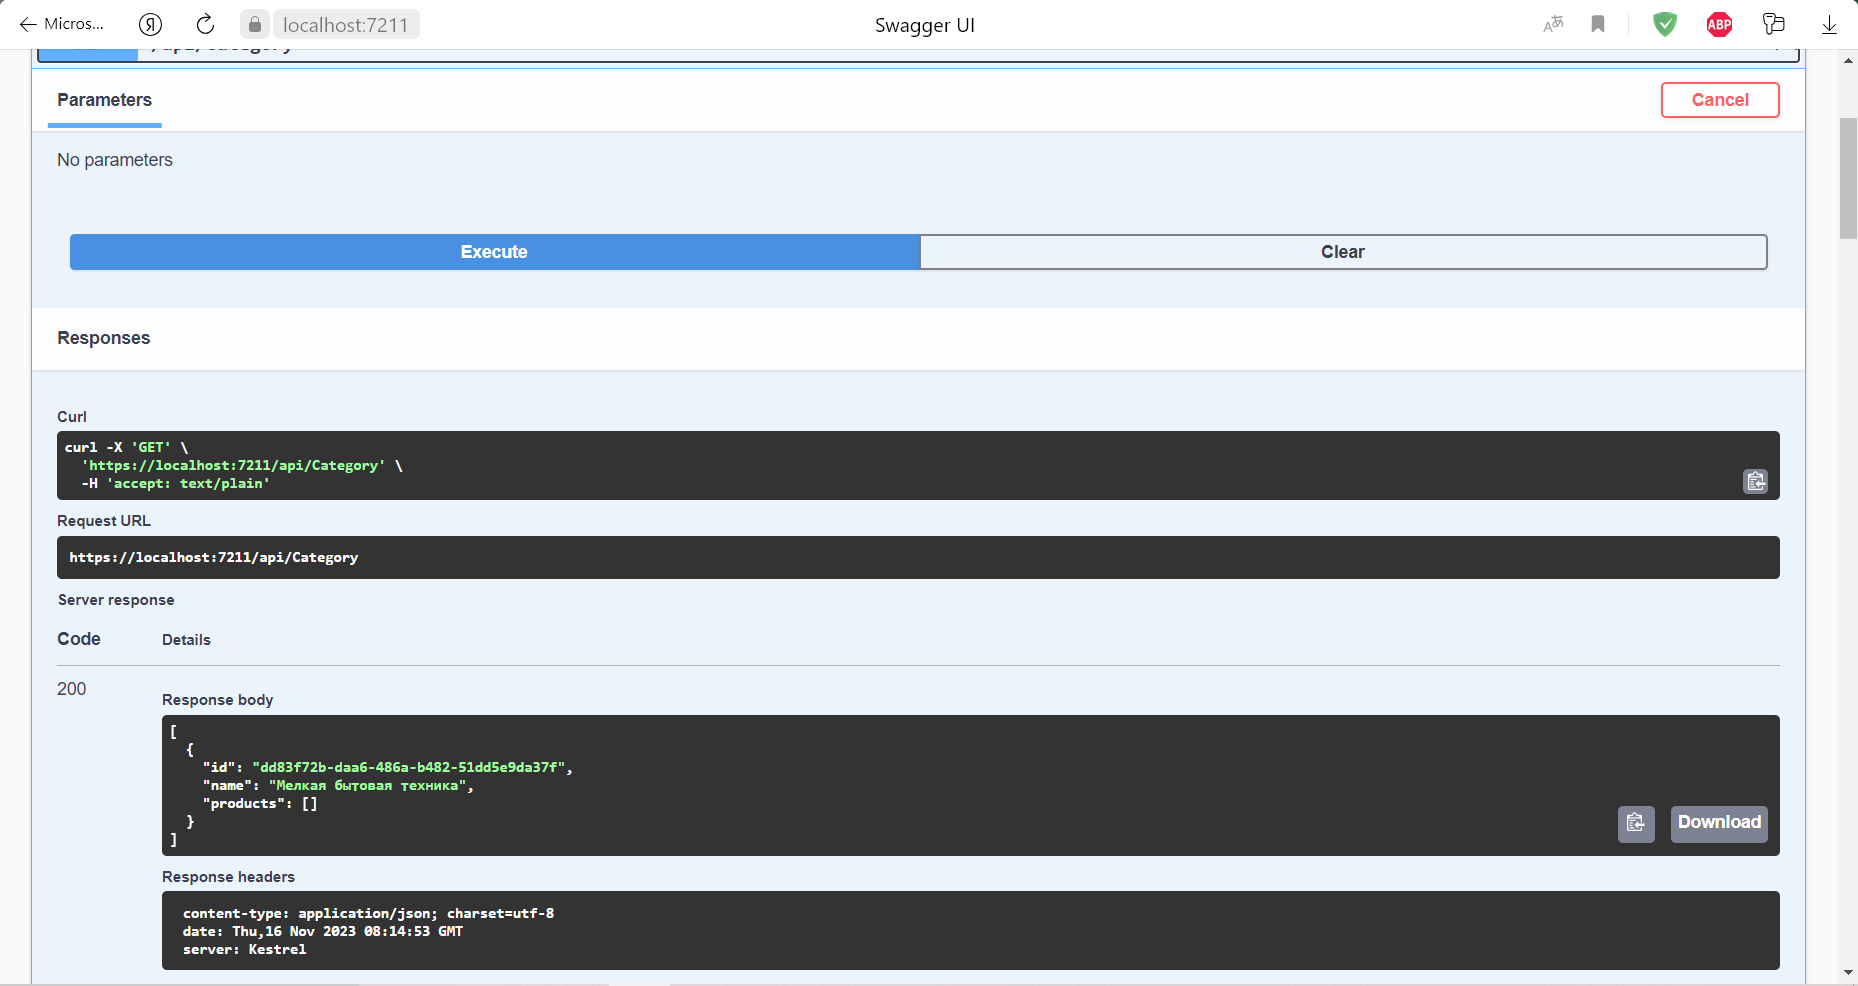 Micros...
Я
localhost:7211
Swagger UI
ABP
/api/Category
Parameters
Cancel
No parameters
Execute
Clear
Responses
Curl
curl -X 'GET' \
'https://localhost:7211/api/Category' \
-H 'accept: text/plain'
Request URL
https://localhost:7211/api/Category
Server response
Code
Details
200
Response body
[
{
"id": "dd83f72b-daa6-486a-b482-51dd5e9da37f",
"name": "Мелкая бытовая техника",
"products": []
}
]
Download
Response headers
content-type: application/json; charset=utf-8
date: Thu,16 Nov 2023 08:14:53 GMT
server: Kestrel